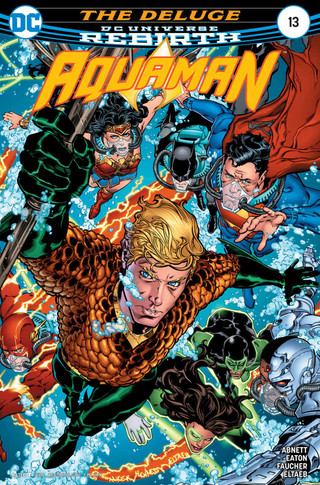 THE DELUGE
DC
DC UNIVERSE
REBIRTH
13
AQUAMAN
ABNETT
EATON
FAUCHER
ELTAEB